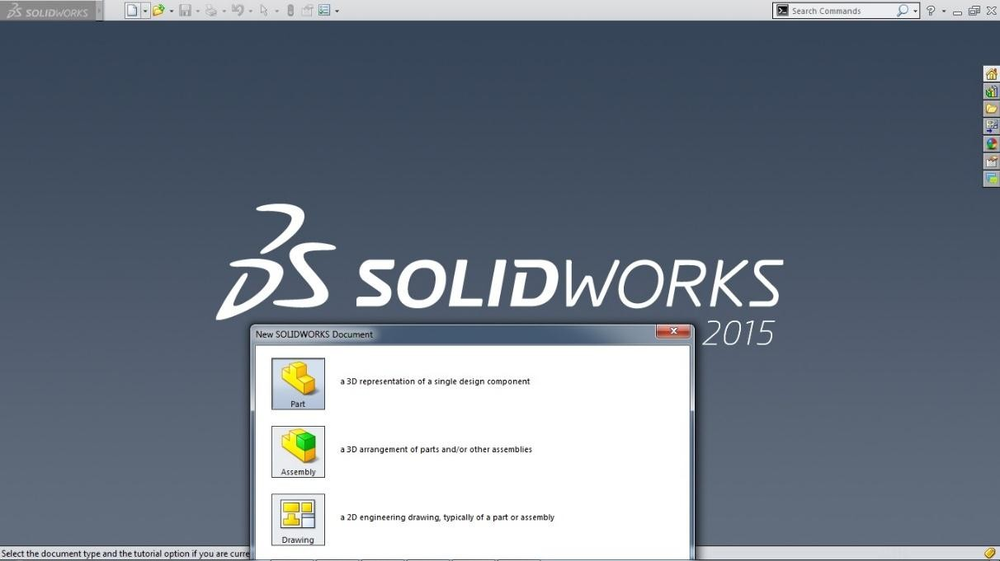 SOLIDWORKS
Search Commands
SOLIDWORKS
2015
New SOLIDWORKS Document
Part
a 3D representation of a single design component
Assembly
a 3D arrangement of parts and/or other assemblies
Drawing
a 2D engineering drawing, typically of a part or assembly
Select the document type and the tutorial option if you are curre